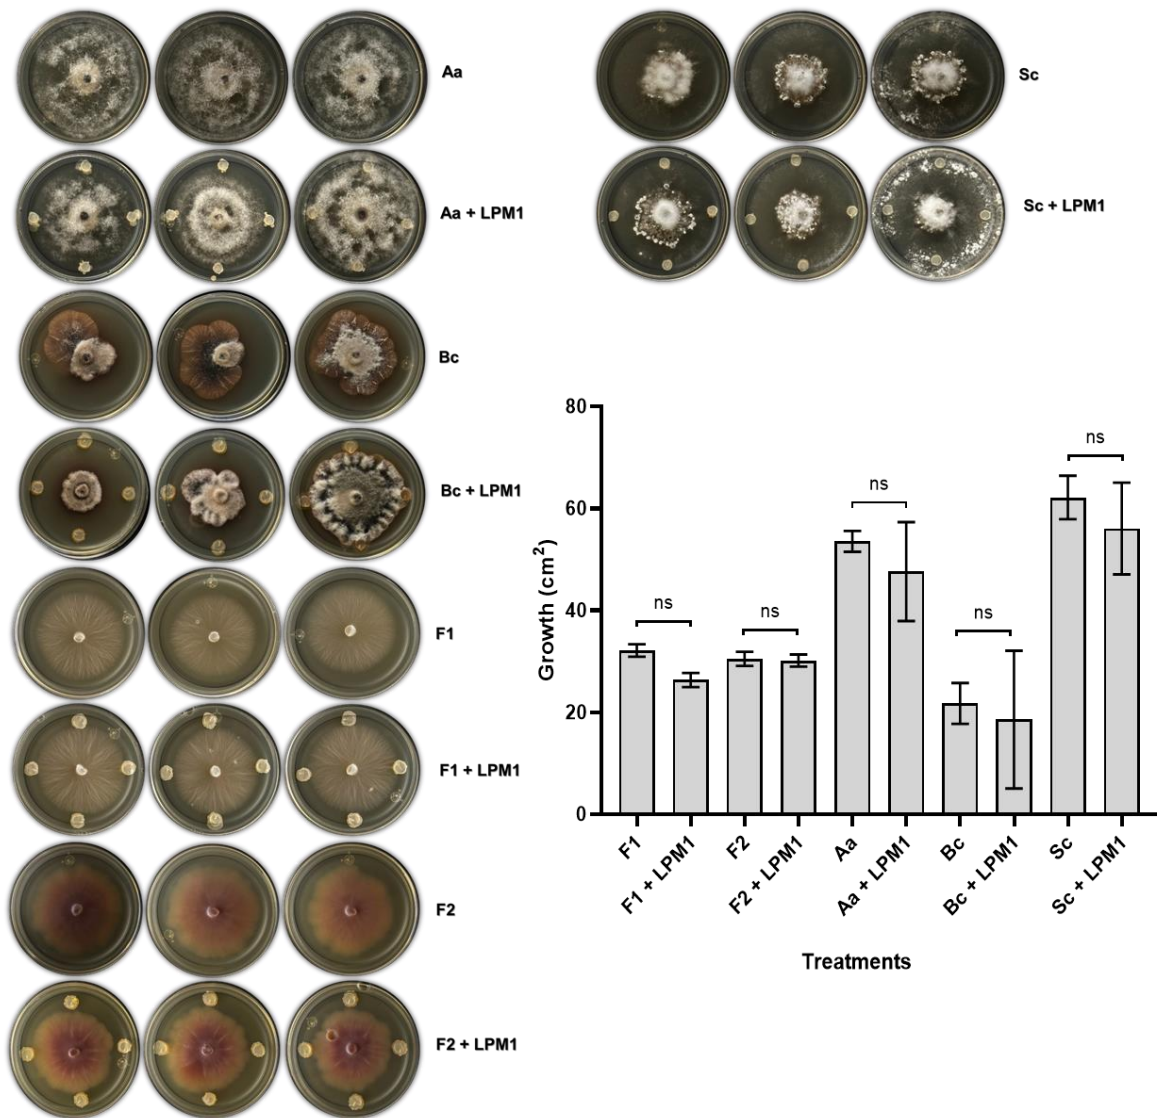 Aa
Aa + LPM1
Bc
Bc + LPM1
F1
F1 + LPM1
F2
F2 + LPM1
Sc
Sc + LPM1
80
60
40
20
0
Growth (cm²)
ns
ns
ns
ns
ns
F1
F1 + LPM1
F2
F2 + LPM1
Aa
Aa + LPM1
Bc
Bc + LPM1
Sc
Sc + LPM1
Treatments